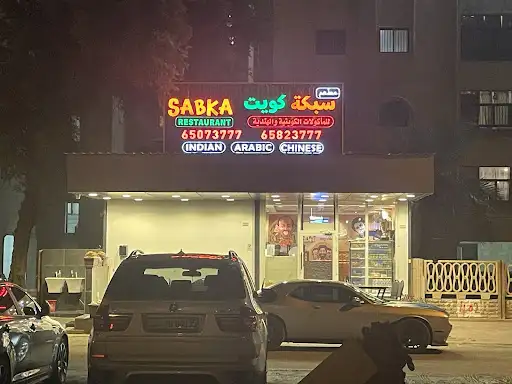 مطعم
SABKA سبكة كويت
RESTAURANT للمأكولات الكويتية والهندية
65073777 65823777
INDIAN ARABIC CHINESE